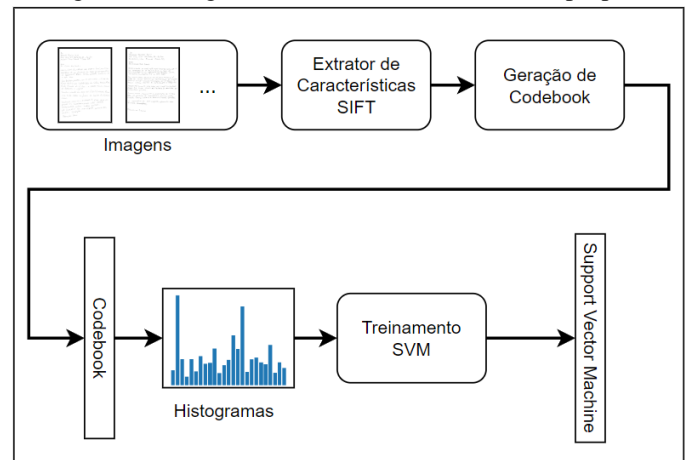 ...
Imagens
Extrator de
Características
SIFT
Geração de
Codebook
Codebook
Histogramas
Treinamento
SVM
Support Vector Machine